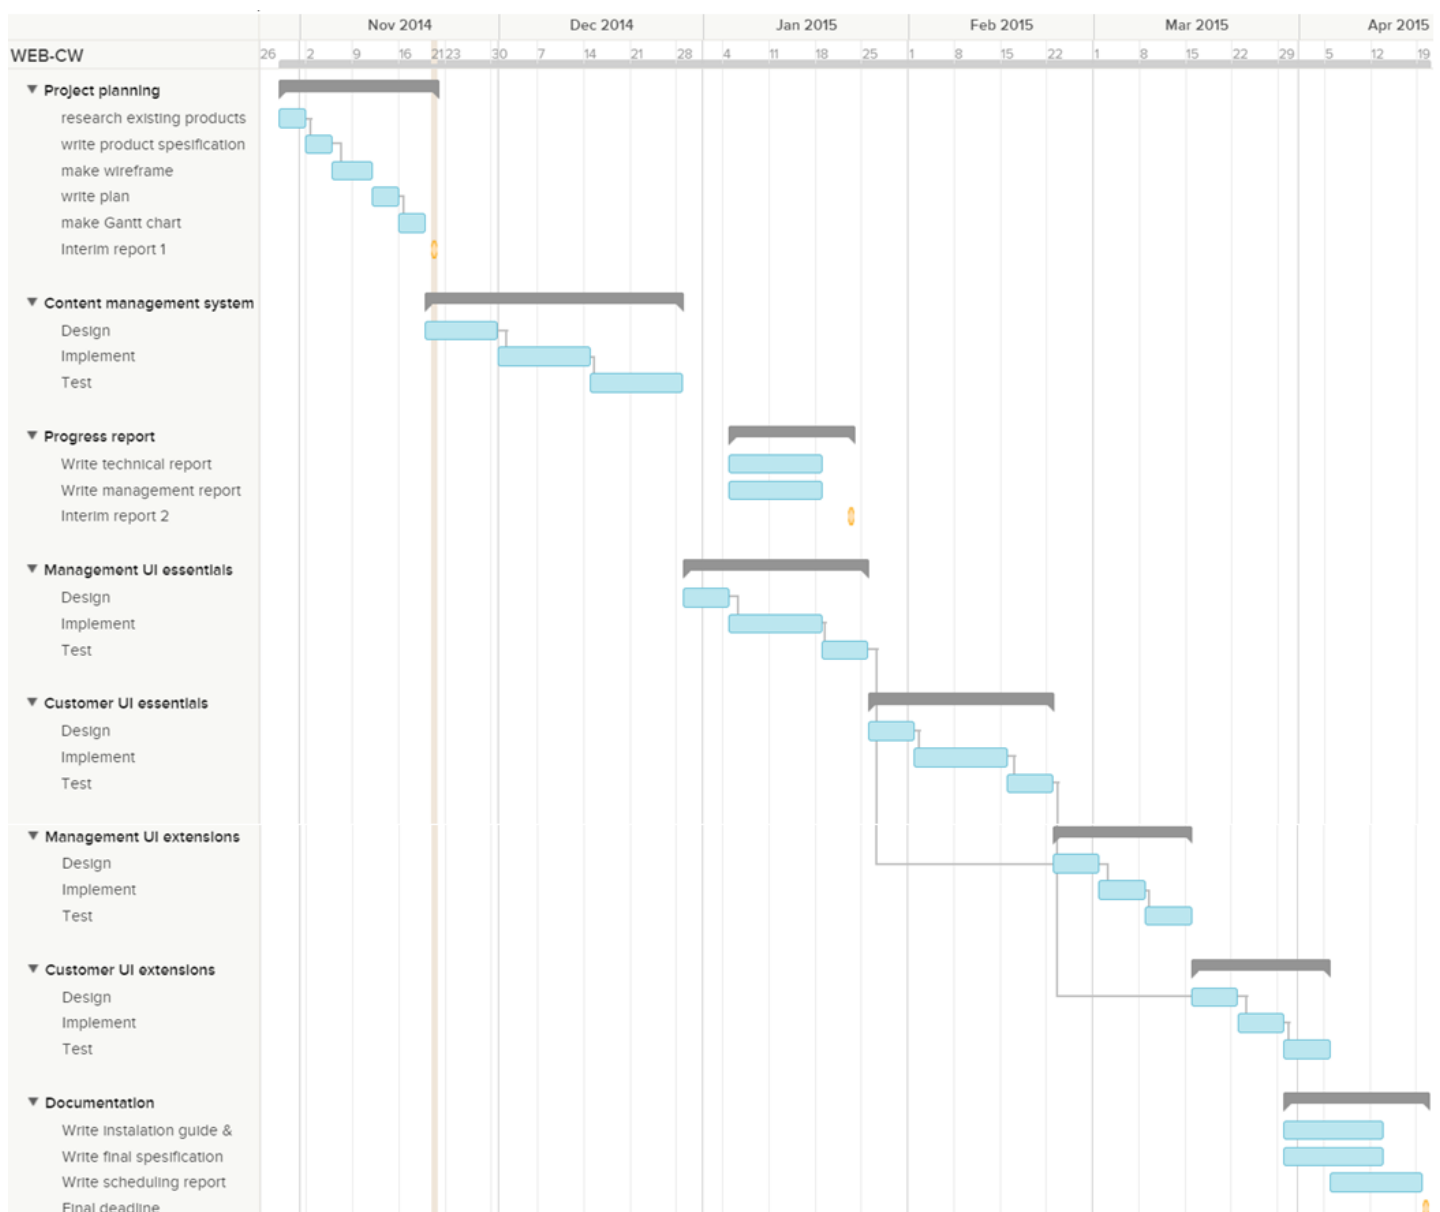 Nov 2014 Dec 2014 Jan 2015 Feb 2015 Mar 2015 Apr 2015
WEB-CW 26 2 9 16 21 23 30 7 14 21 28 4 11 18 25 1 8 15 22 1 8 15 22 29 5 12 19
Project planning
research existing products
write product spesification
make wireframe
write plan
make Gantt chart
Interim report 1
Content management system
Design
Implement
Test
Progress report
Write technical report
Write management report
Interim report 2
Management UI essentials
Design
Implement
Test
Customer UI essentials
Design
Implement
Test
Management UI extensions
Design
Implement
Test
Customer UI extensions
Design
Implement
Test
Documentation
Write instalation guide &
Write final spesification
Write scheduling report
Final deadline